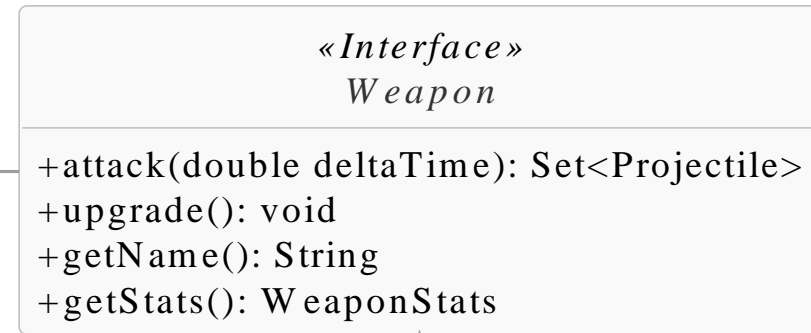 «Interface»
Weapon
+attack(double deltaTime): Set<Projectile>
+upgrade(): void
+getName(): String
+getStats(): WeaponStats